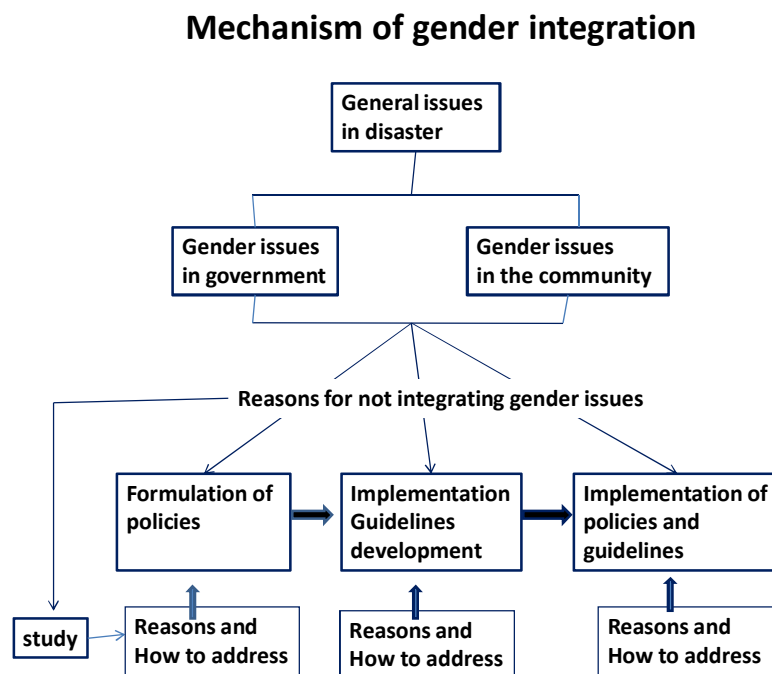 Mechanism of gender integration
General issues
in disaster
Gender issues
in government
Gender issues
in the community
Reasons for not integrating gender issues
Formulation of
policies
Implementation
Guidelines
development
Implementation of
policies and
guidelines
study
Reasons and
How to address
Reasons and
How to address
Reasons and
How to address